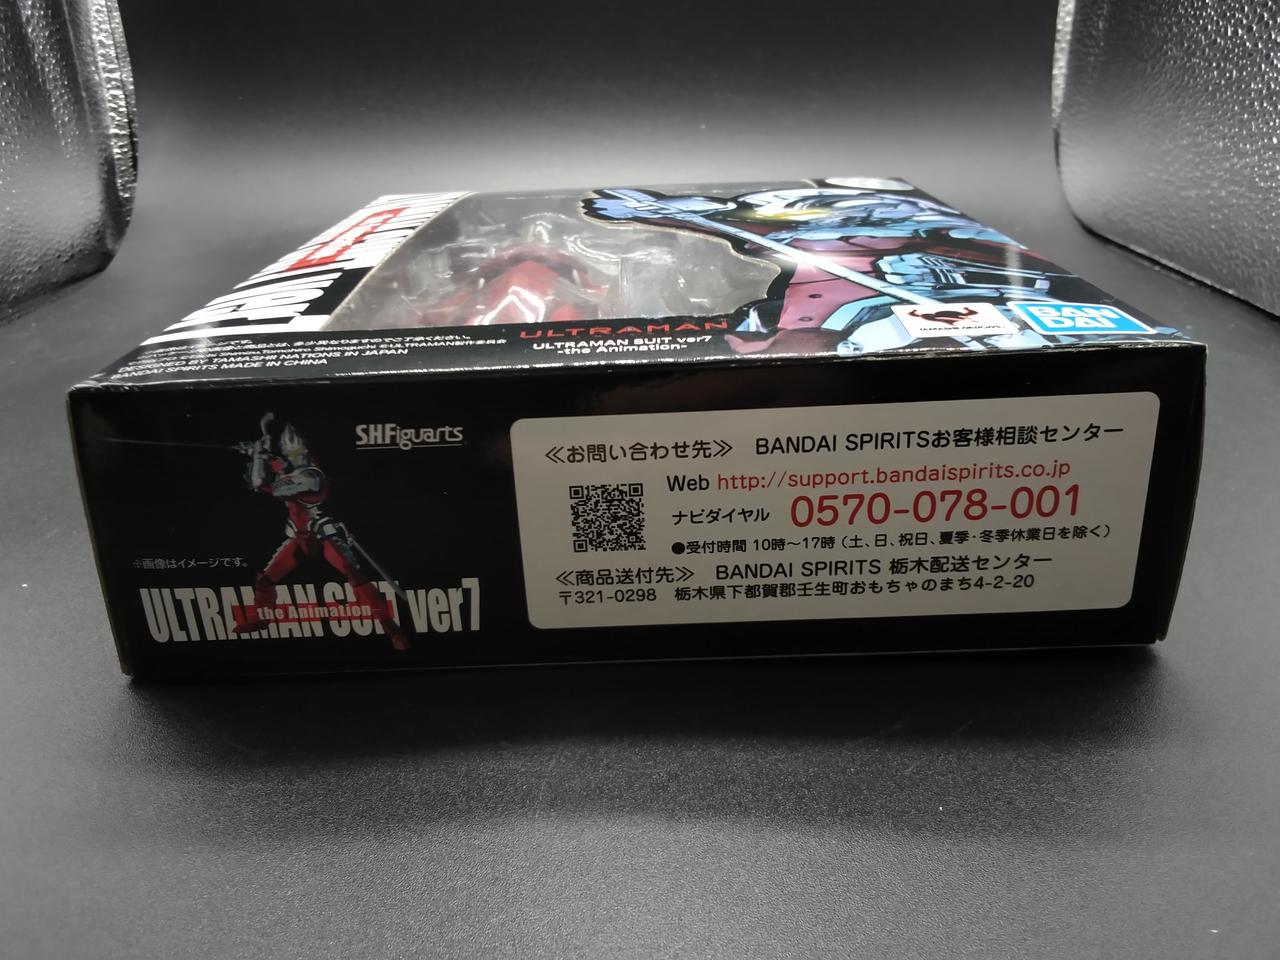 ULTRAMAN
ULTRAMAN SUIT ver7
-the Animation-
BAN
DAI
DESIGNED BY TAMASHII NATIONS IN JAPAN
BANDAI SPIRITS MADE IN CHINA
S.H.Figuarts
※画像はイメージです。
ULTRAMAN SUIT ver7
-the Animation-
≪お問い合わせ先≫ BANDAI SPIRITSお客様相談センター
Web http://support.bandaispirits.co.jp
ナビダイヤル 0570-078-001
●受付時間 10時〜17時(土、日、祝日、夏季・冬季休業日を除く)
≪商品送付先≫ BANDAI SPIRITS 栃木配送センター
〒321-0298 栃木県下都賀郡壬生町おもちゃのまち4-2-20